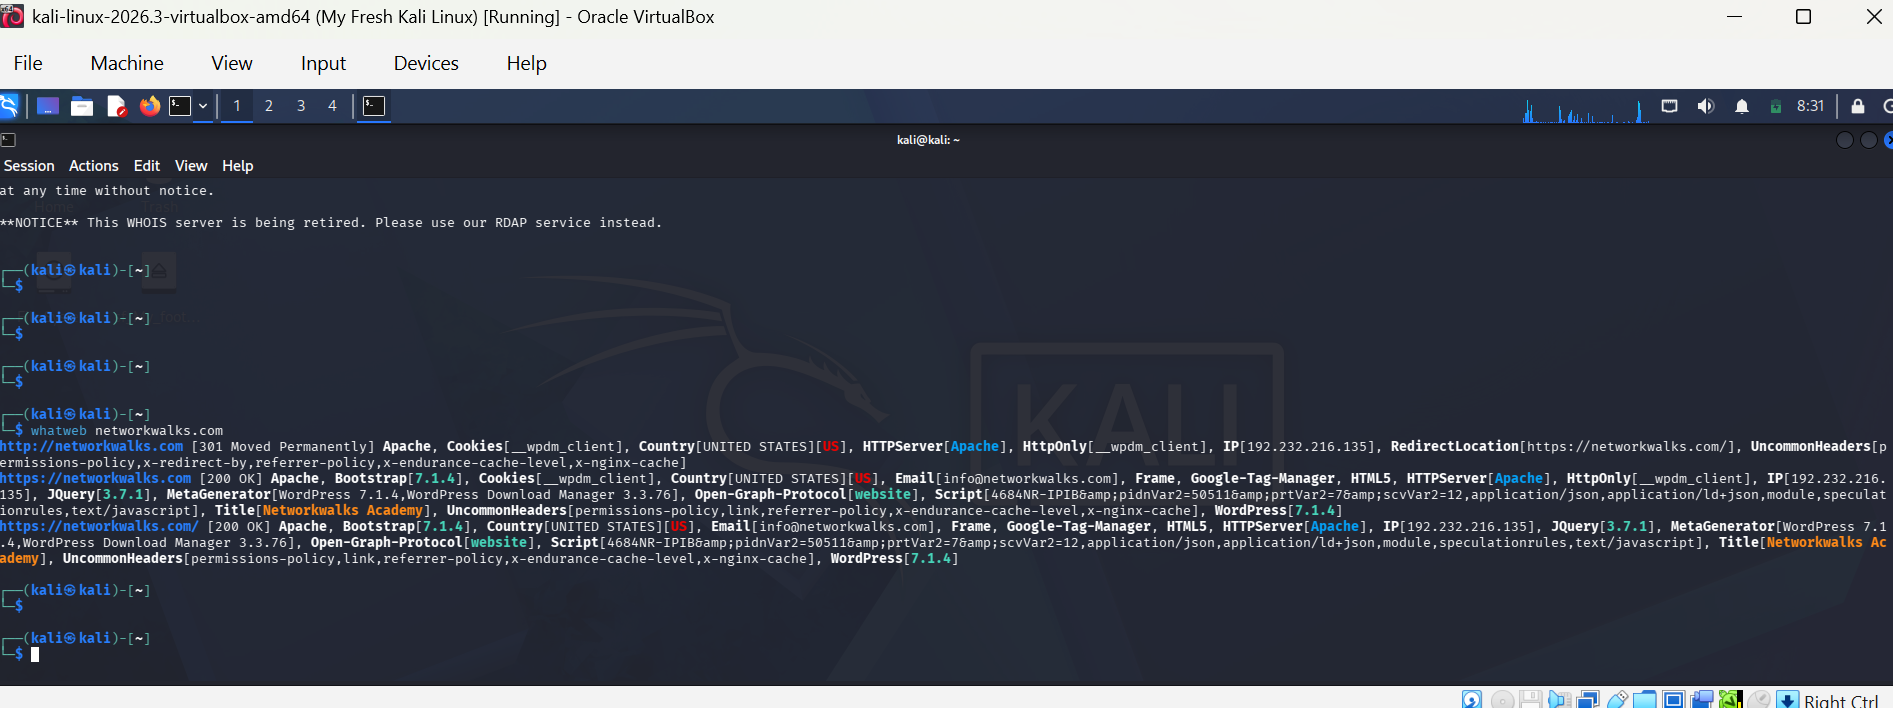 kali-linux-2026.3-virtualbox-amd64 (My Fresh Kali Linux) [Running] - Oracle VirtualBox
File Machine View Input Devices Help
1 2 3 4 8:31
kali@kali: ~
Session Actions Edit View Help
at any time without notice.
**NOTICE** This WHOIS server is being retired. Please use our RDAP service instead.
┌──(kali㉿kali)-[~]
└─$
┌──(kali㉿kali)-[~]
└─$
┌──(kali㉿kali)-[~]
└─$
┌──(kali㉿kali)-[~]
└─$ whatweb networkwalks.com
http://networkwalks.com [301 Moved Permanently] Apache, Cookies[__wpdm_client], Country[UNITED STATES][US], HTTPServer[Apache], HttpOnly[__wpdm_client], IP[192.232.216.135], RedirectLocation[https://networkwalks.com/], UncommonHeaders[p
ermissions-policy,x-redirect-by,referrer-policy,x-endurance-cache-level,x-nginx-cache]
https://networkwalks.com [200 OK] Apache, Bootstrap[7.1.4], Cookies[__wpdm_client], Country[UNITED STATES][US], Email[info@networkwalks.com], Frame, Google-Tag-Manager, HTML5, HTTPServer[Apache], HttpOnly[__wpdm_client], IP[192.232.216.
135], JQuery[3.7.1], MetaGenerator[WordPress 7.1.4,WordPress Download Manager 3.3.76], Open-Graph-Protocol[website], Script[4684NR-IPIB&amp;pidnVar2=50511&amp;prtVar2=7&amp;scvVar2=12,application/json,application/ld+json,module,speculat
ionrules,text/javascript], Title[Networkwalks Academy], UncommonHeaders[permissions-policy,link,referrer-policy,x-endurance-cache-level,x-nginx-cache], WordPress[7.1.4]
https://networkwalks.com/ [200 OK] Apache, Bootstrap[7.1.4], Country[UNITED STATES][US], Email[info@networkwalks.com], Frame, Google-Tag-Manager, HTML5, HTTPServer[Apache], IP[192.232.216.135], JQuery[3.7.1], MetaGenerator[WordPress 7.1
.4,WordPress Download Manager 3.3.76], Open-Graph-Protocol[website], Script[4684NR-IPIB&amp;pidnVar2=50511&amp;prtVar2=7&amp;scvVar2=12,application/json,application/ld+json,module,speculationrules,text/javascript], Title[Networkwalks Ac
ademy], UncommonHeaders[permissions-policy,link,referrer-policy,x-endurance-cache-level,x-nginx-cache], WordPress[7.1.4]
┌──(kali㉿kali)-[~]
└─$
┌──(kali㉿kali)-[~]
└─$
KALI
Right Ctrl